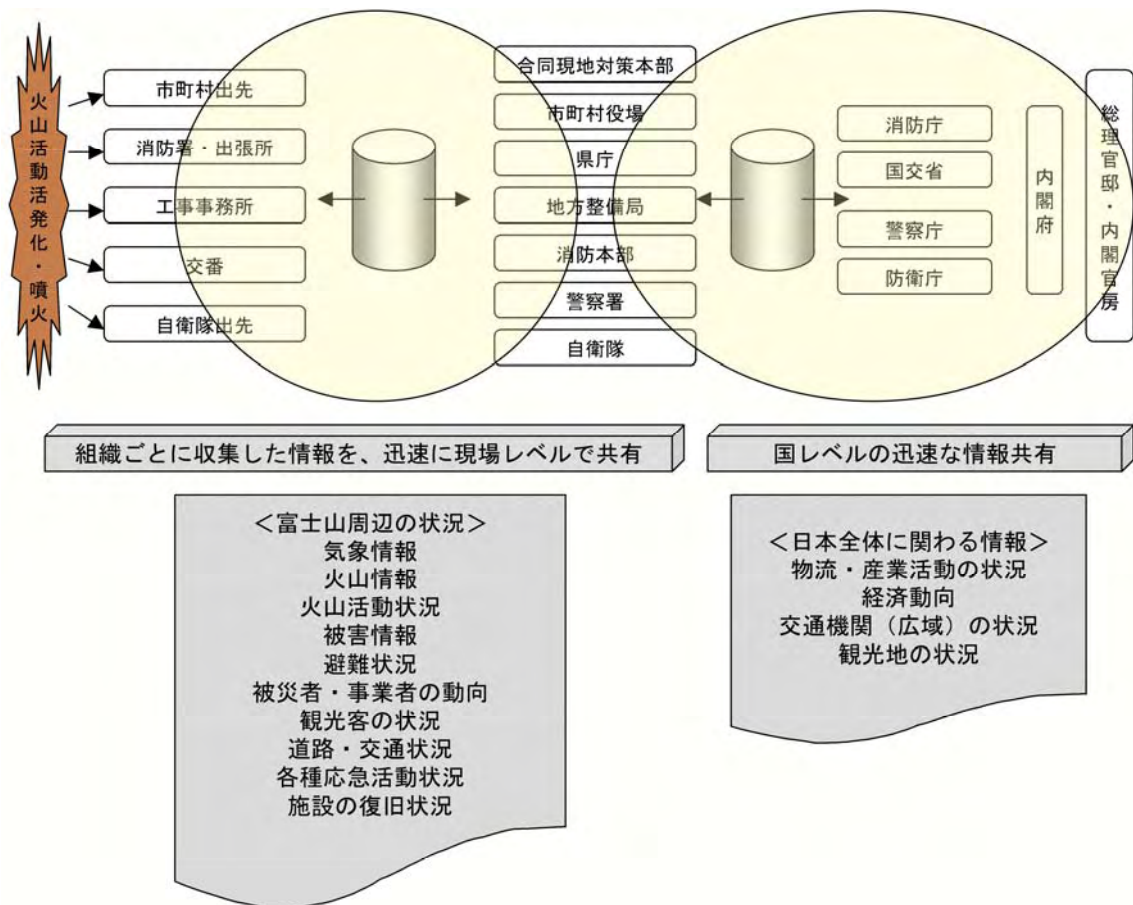 火山活動活発化・噴火
市町村出先
消防署・出張所
工事事務所
交番
自衛隊出先
合同現地対策本部
市町村役場
県庁
地方整備局
消防本部
警察署
自衛隊
消防庁
国交省
警察庁
防衛庁
内閣府
総理官邸・内閣官房
組織ごとに収集した情報を、迅速に現場レベルで共有
国レベルの迅速な情報共有
＜富士山周辺の状況＞
気象情報
火山情報
火山活動状況
被害情報
避難状況
被災者・事業者の動向
観光客の状況
道路・交通状況
各種応急活動状況
施設の復旧状況
＜日本全体に関わる情報＞
物流・産業活動の状況
経済動向
交通機関（広域）の状況
観光地の状況